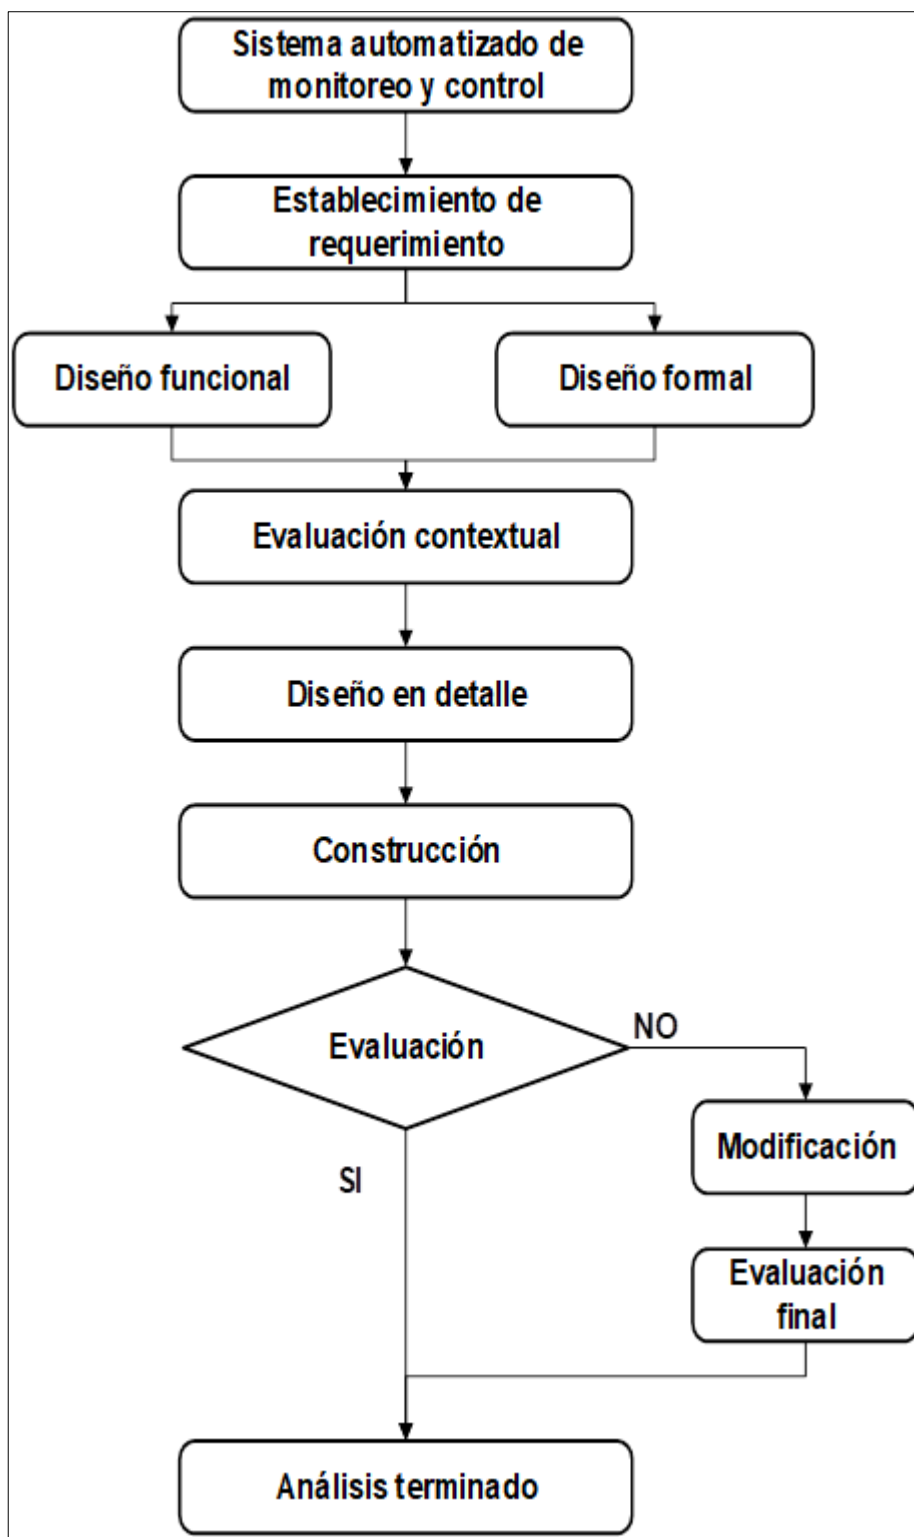 Sistema automatizado de
monitoreo y control
Establecimiento de
requerimiento
Diseño funcional
Diseño formal
Evaluación contextual
Diseño en detalle
Construcción
Evaluación
NO
SI
Modificación
Evaluación
final
Análisis terminado